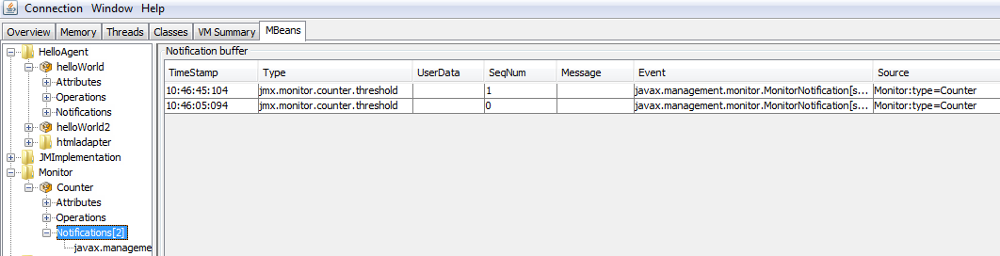 Connection Window Help
Overview Memory Threads Classes VM Summary MBeans
HelloAgent
helloWorld
Attributes
Operations
Notifications
helloWorld2
htmladapter
JMImplementation
Monitor
Counter
Attributes
Operations
Notifications[2]
javax.manageme
Notification buffer
TimeStamp Type UserData SeqNum Message Event Source
10:46:45:104 jmx.monitor.counter.threshold 1 javax.management.monitor.MonitorNotification[s... Monitor:type=Counter
10:46:05:094 jmx.monitor.counter.threshold 0 javax.management.monitor.MonitorNotification[s... Monitor:type=Counter